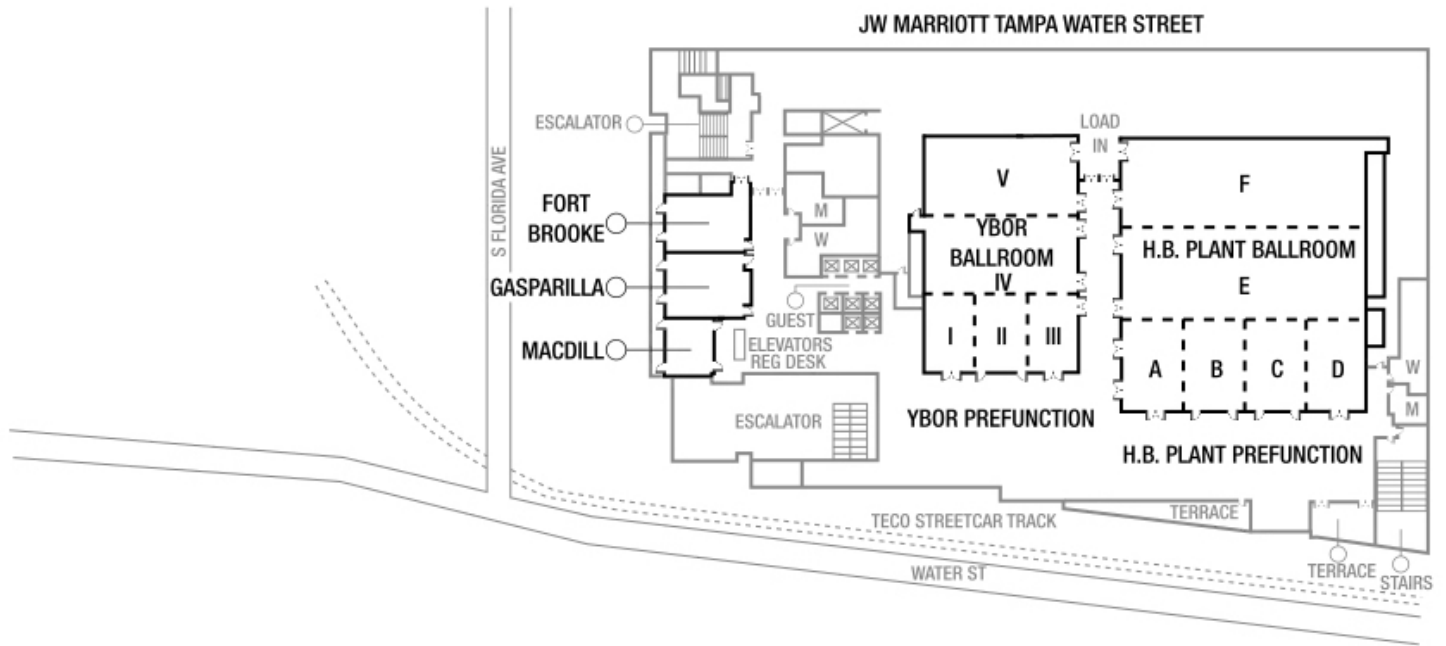 JW MARRIOTT TAMPA WATER STREET
S FLORIDA AVE
ESCALATOR
FORT
BROOKE
GASPARILLA
MACDILL
M
W
GUEST
ELEVATORS
REG DESK
ESCALATOR
LOAD
IN
V
YBOR
BALLROOM
IV
I
II
III
YBOR PREFUNCTION
F
H.B. PLANT BALLROOM
E
A
B
C
D
H.B. PLANT PREFUNCTION
W
M
TECO STREETCAR TRACK
TERRACE
TERRACE
STAIRS
WATER ST